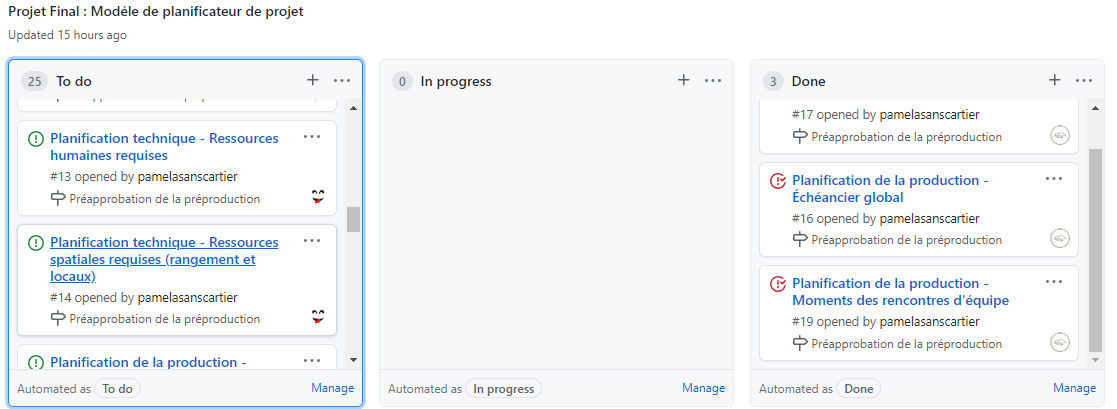 Projet Final : Modèle de planificateur de projet
Updated 15 hours ago
25 To do
Planification technique - Ressources
humaines requises
#13 opened by pamelasanscartier
Préapprobation de la préproduction
Planification technique - Ressources
spatiales requises (rangement et
locaux)
#14 opened by pamelasanscartier
Préapprobation de la préproduction
Planification de la production -
Automated as To do Manage
0 In progress
Automated as In progress Manage
3 Done
#17 opened by pamelasanscartier
Préapprobation de la préproduction
Planification de la production -
Échéancier global
#16 opened by pamelasanscartier
Préapprobation de la préproduction
Planification de la production -
Moments des rencontres d'équipe
#19 opened by pamelasanscartier
Préapprobation de la préproduction
Automated as Done Manage